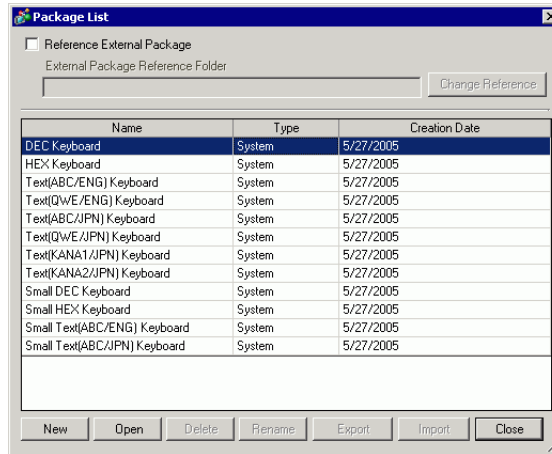 Package List
Reference External Package
External Package Reference Folder
Change Reference
Name Type Creation Date
DEC Keyboard System 5/27/2005
HEX Keyboard System 5/27/2005
Text(ABC/ENG) Keyboard System 5/27/2005
Text(QWE/ENG) Keyboard System 5/27/2005
Text(ABC/JPN) Keyboard System 5/27/2005
Text(QWE/JPN) Keyboard System 5/27/2005
Text(KANA1/JPN) Keyboard System 5/27/2005
Text(KANA2/JPN) Keyboard System 5/27/2005
Small DEC Keyboard System 5/27/2005
Small HEX Keyboard System 5/27/2005
Small Text(ABC/ENG) Keyboard System 5/27/2005
Small Text(ABC/JPN) Keyboard System 5/27/2005
New Open Delete Rename Export Import Close